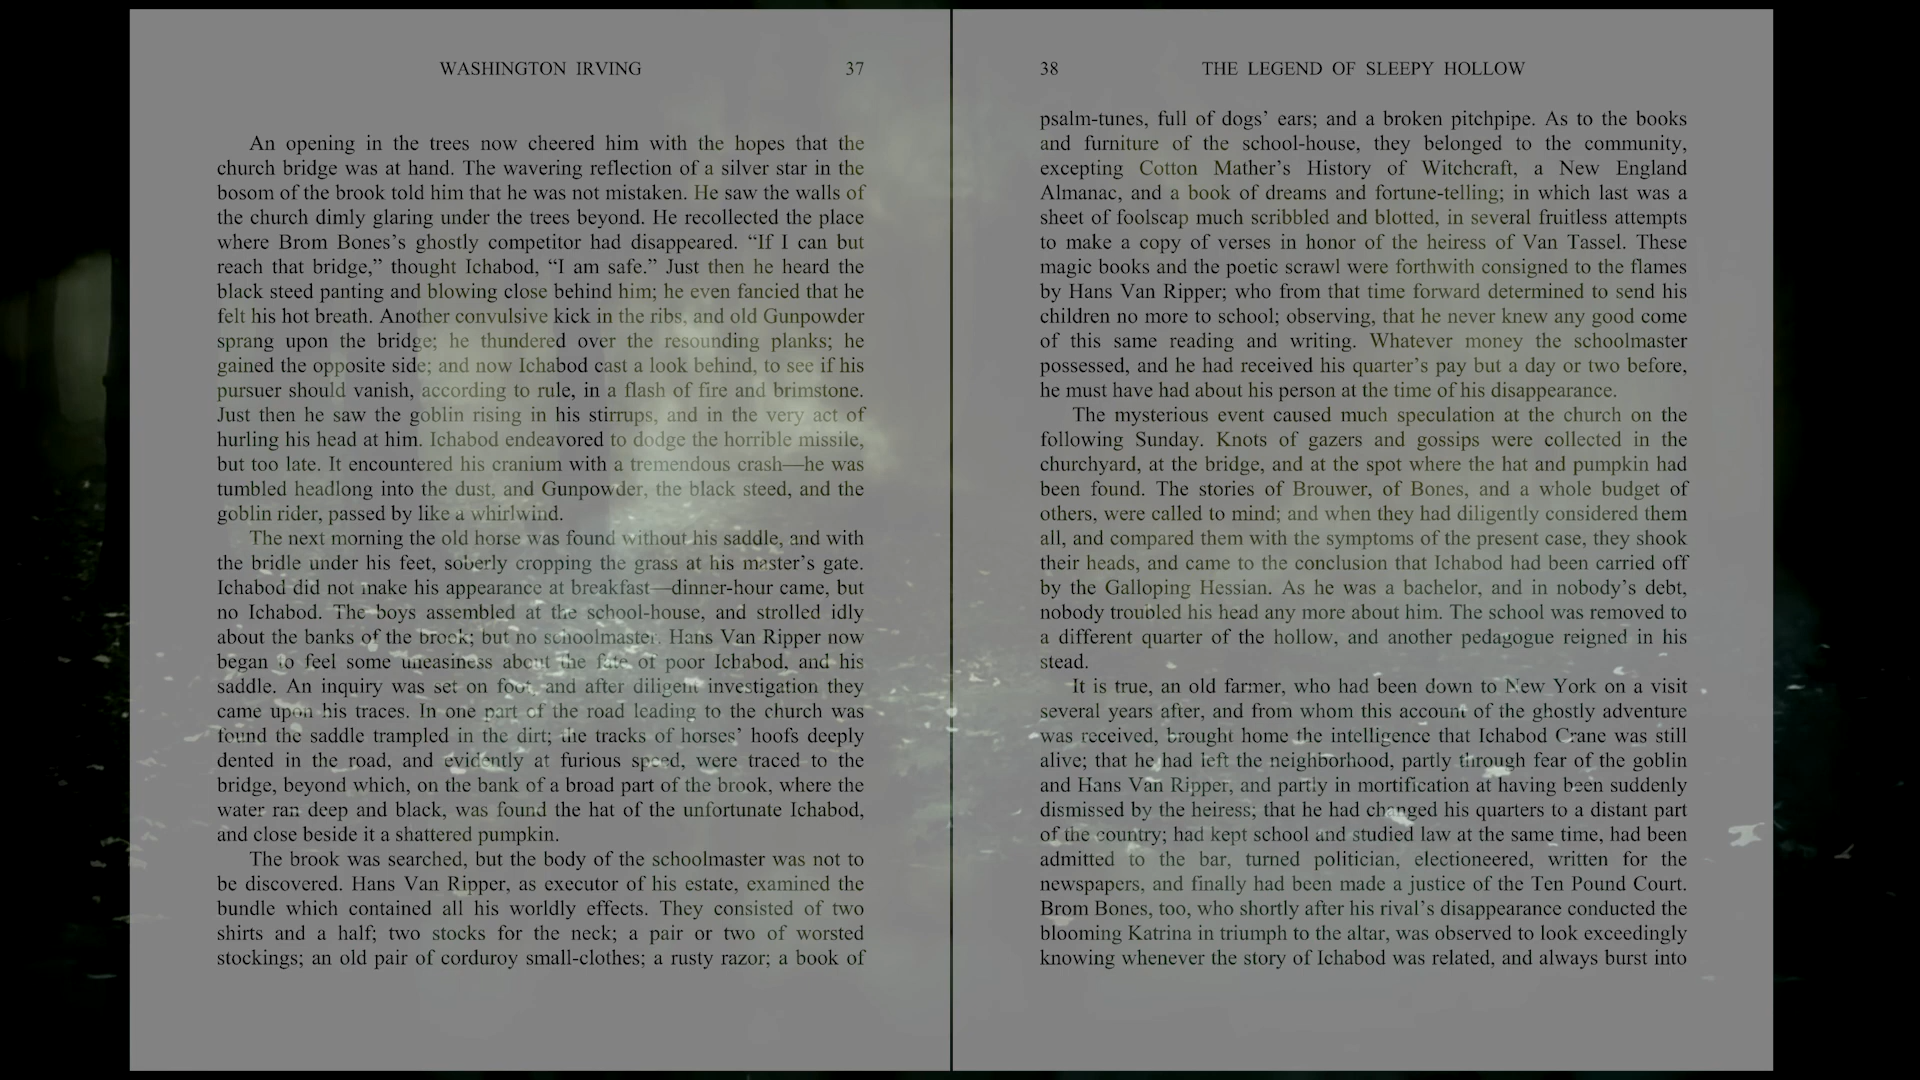 WASHINGTON IRVING 37
An opening in the trees now cheered him with the hopes that the
church bridge was at hand. The wavering reflection of a silver star in the
bosom of the brook told him that he was not mistaken. He saw the walls of
the church dimly glaring under the trees beyond. He recollected the place
where Brom Bones’s ghostly competitor had disappeared. “If I can but
reach that bridge,” thought Ichabod, “I am safe.” Just then he heard the
black steed panting and blowing close behind him; he even fancied that he
felt his hot breath. Another convulsive kick in the ribs, and old Gunpowder
sprang upon the bridge; he thundered over the resounding planks; he
gained the opposite side; and now Ichabod cast a look behind, to see if his
pursuer should vanish, according to rule, in a flash of fire and brimstone.
Just then he saw the goblin rising in his stirrups, and in the very act of
hurling his head at him. Ichabod endeavored to dodge the horrible missile,
but too late. It encountered his cranium with a tremendous crash—he was
tumbled headlong into the dust, and Gunpowder, the black steed, and the
goblin rider, passed by like a whirlwind.
The next morning the old horse was found without his saddle, and with
the bridle under his feet, soberly cropping the grass at his master’s gate.
Ichabod did not make his appearance at breakfast—dinner-hour came, but
no Ichabod. The boys assembled at the school-house, and strolled idly
about the banks of the brook; but no schoolmaster. Hans Van Ripper now
began to feel some uneasiness about the fate of poor Ichabod, and his
saddle. An inquiry was set on foot, and after diligent investigation they
came upon his traces. In one part of the road leading to the church was
found the saddle trampled in the dirt; the tracks of horses’ hoofs deeply
dented in the road, and evidently at furious speed, were traced to the
bridge, beyond which, on the bank of a broad part of the brook, where the
water ran deep and black, was found the hat of the unfortunate Ichabod,
and close beside it a shattered pumpkin.
The brook was searched, but the body of the schoolmaster was not to
be discovered. Hans Van Ripper, as executor of his estate, examined the
bundle which contained all his worldly effects. They consisted of two
shirts and a half; two stocks for the neck; a pair or two of worsted
stockings; an old pair of corduroy small-clothes; a rusty razor; a book of
38 THE LEGEND OF SLEEPY HOLLOW
psalm-tunes, full of dogs’ ears; and a broken pitchpipe. As to the books
and furniture of the school-house, they belonged to the community,
excepting Cotton Mather’s History of Witchcraft, a New England
Almanac, and a book of dreams and fortune-telling; in which last was a
sheet of foolscap much scribbled and blotted, in several fruitless attempts
to make a copy of verses in honor of the heiress of Van Tassel. These
magic books and the poetic scrawl were forthwith consigned to the flames
by Hans Van Ripper; who from that time forward determined to send his
children no more to school; observing, that he never knew any good come
of this same reading and writing. Whatever money the schoolmaster
possessed, and he had received his quarter’s pay but a day or two before,
he must have had about his person at the time of his disappearance.
The mysterious event caused much speculation at the church on the
following Sunday. Knots of gazers and gossips were collected in the
churchyard, at the bridge, and at the spot where the hat and pumpkin had
been found. The stories of Brouwer, of Bones, and a whole budget of
others, were called to mind; and when they had diligently considered them
all, and compared them with the symptoms of the present case, they shook
their heads, and came to the conclusion that Ichabod had been carried off
by the Galloping Hessian. As he was a bachelor, and in nobody’s debt,
nobody troubled his head any more about him. The school was removed to
a different quarter of the hollow, and another pedagogue reigned in his
stead.
It is true, an old farmer, who had been down to New York on a visit
several years after, and from whom this account of the ghostly adventure
was received, brought home the intelligence that Ichabod Crane was still
alive; that he had left the neighborhood, partly through fear of the goblin
and Hans Van Ripper, and partly in mortification at having been suddenly
dismissed by the heiress; that he had changed his quarters to a distant part
of the country; had kept school and studied law at the same time, had been
admitted to the bar, turned politician, electioneered, written for the
newspapers, and finally had been made a justice of the Ten Pound Court.
Brom Bones, too, who shortly after his rival’s disappearance conducted the
blooming Katrina in triumph to the altar, was observed to look exceedingly
knowing whenever the story of Ichabod was related, and always burst into